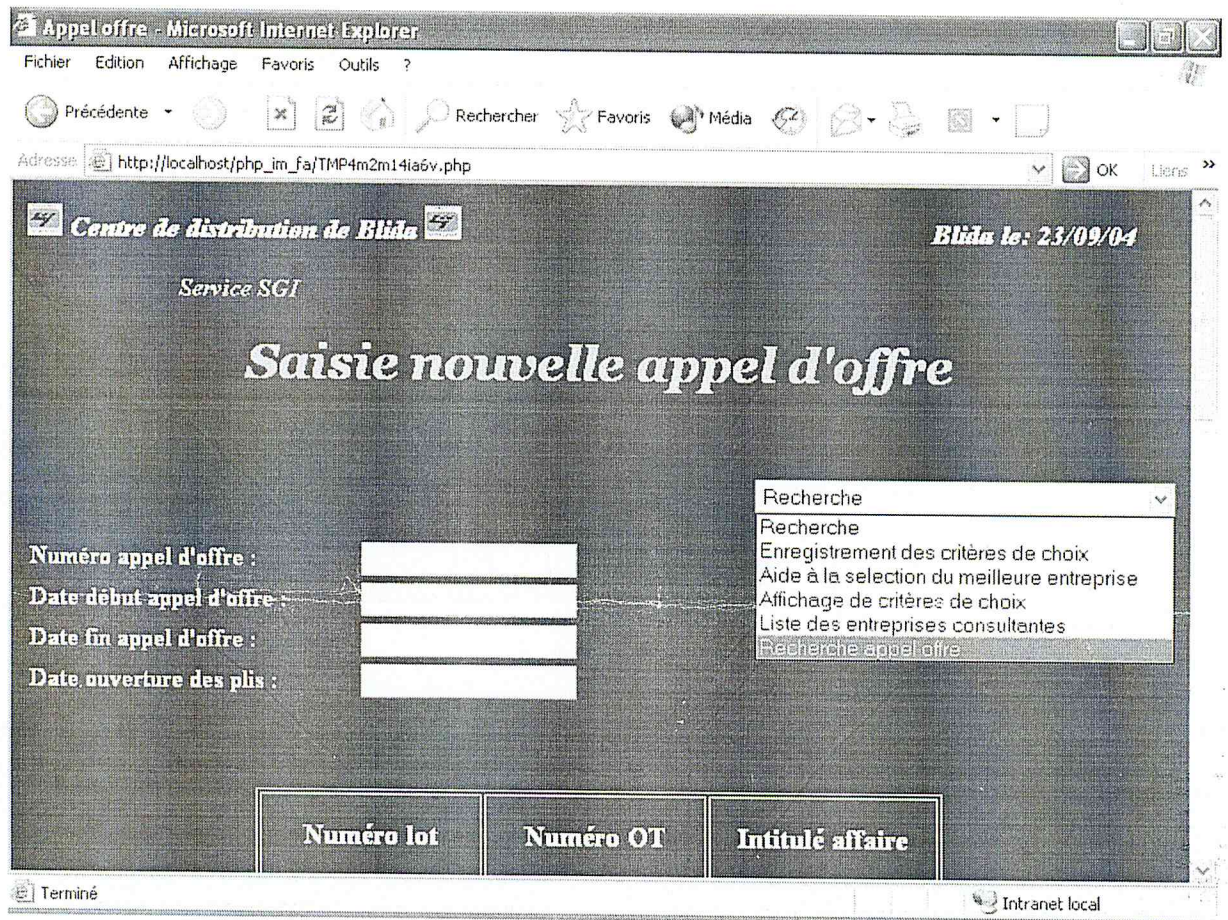 Appel offre - Microsoft Internet Explorer
Fichier Edition Affichage Favoris Outils ?
Précédente Rechercher Favoris Média
Adresse http://localhost/php_im_fa/TMP4m2m14ia6v.php OK Liens »
Centre de distribution de Blida
Blida le: 23/09/04
Service SGI
Saisie nouvelle appel d'offre
Recherche
Recherche
Enregistrement des critères de choix
Aide à la selection du meilleure entreprise
Affichage de critères de choix
Liste des entreprises consultantes
Recherche appel offre
Numéro appel d'offre :
Date début appel d'offre :
Date fin appel d'offre :
Date ouverture des plis :
Numéro lot Numéro OT Intitulé affaire
Terminé Intranet local